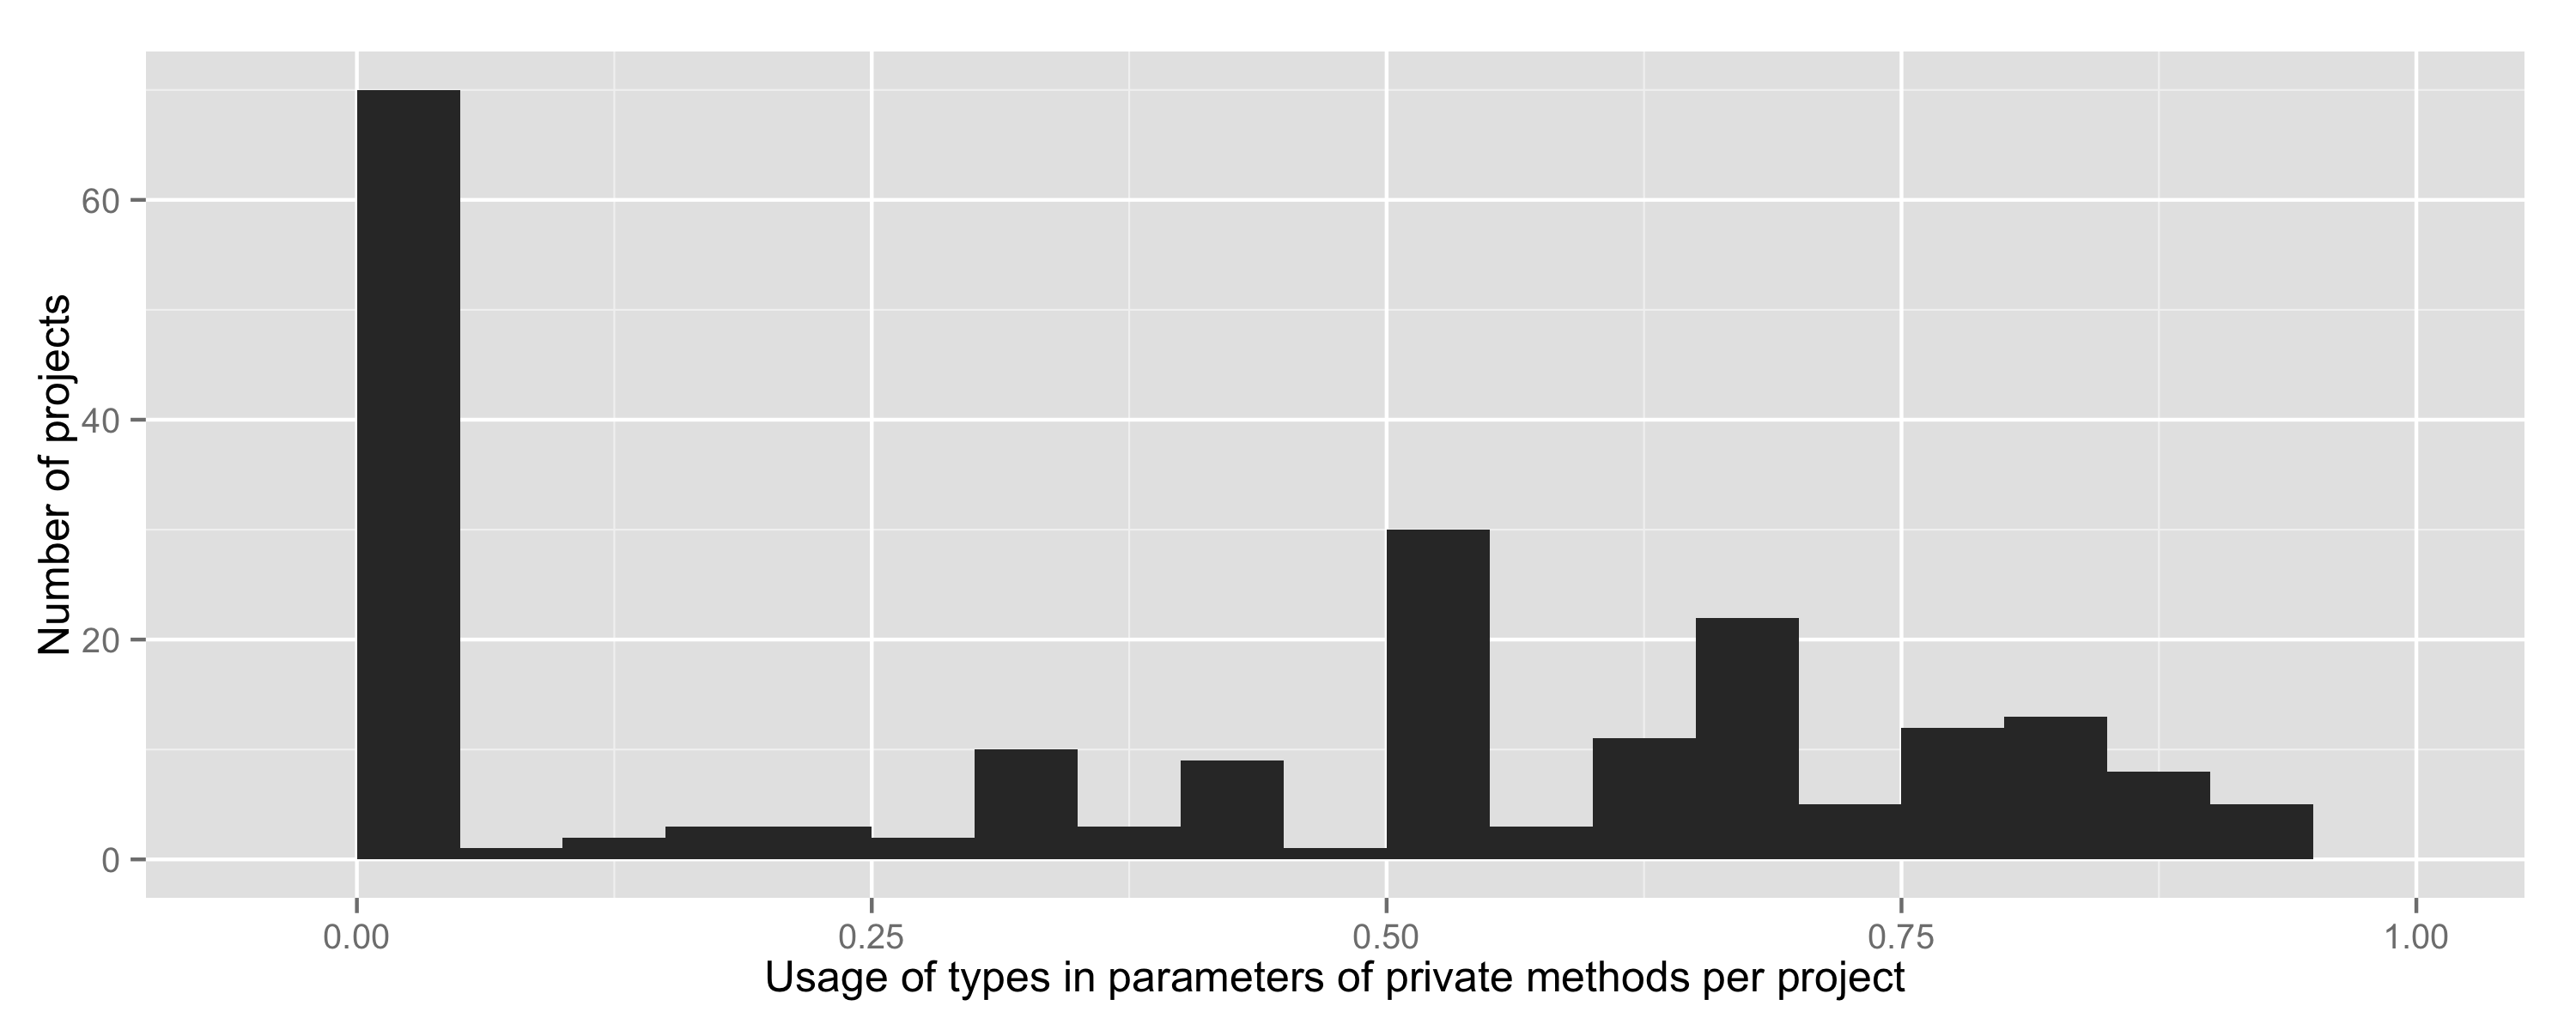 Number of projects
60
40
20
0
0.00 0.25 0.50 0.75 1.00
Usage of types in parameters of private methods per project